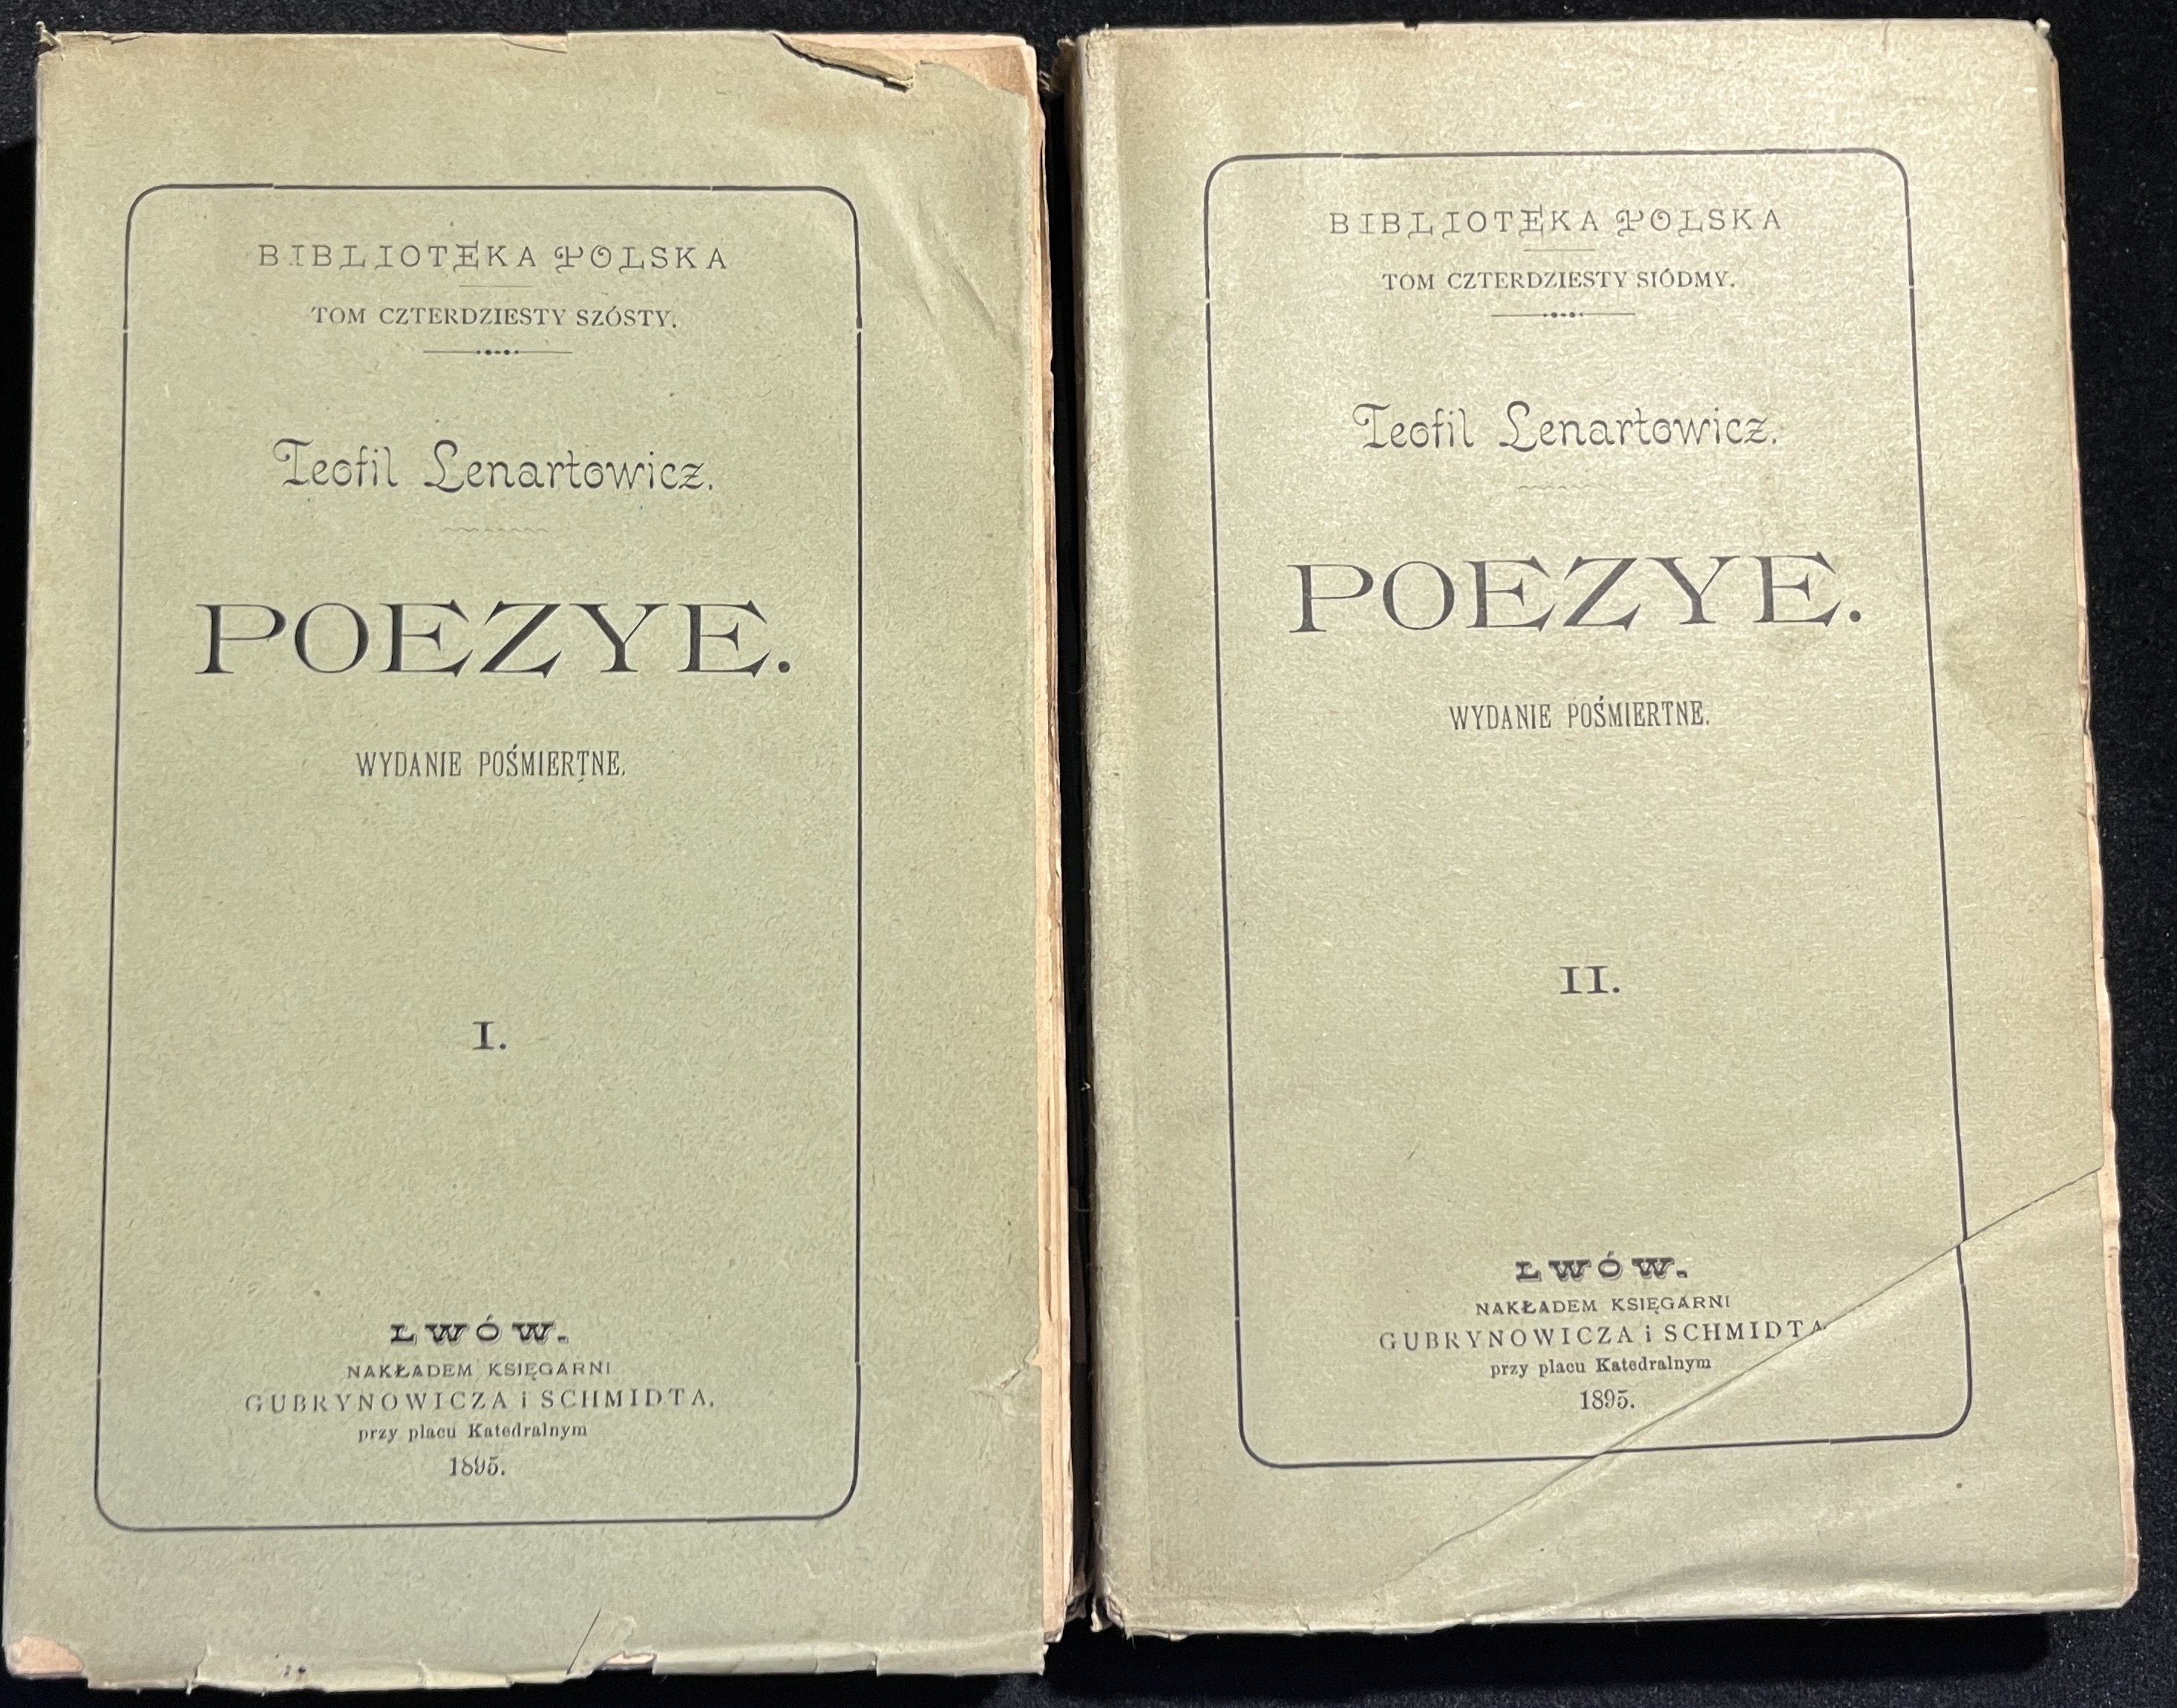 BIBLIOTEKA POLSKA
TOM CZTERDZIESTY SZÓSTY.
Teofil Lenartowicz.
POEZYE.
WYDANIE POŚMIERTNE.
I.
LWÓW.
NAKŁADEM KSIĘGARNI
GUBRYNOWICZA i SCHMIDTA,
przy placu Katedralnym
1895.
BIBLIOTEKA POLSKA
TOM CZTERDZIESTY SIÓDMY.
Teofil Lenartowicz.
POEZYE.
WYDANIE POŚMIERTNE.
II.
LWÓW.
NAKŁADEM KSIĘGARNI
GUBRYNOWICZA i SCHMIDTA
przy placu Katedralnym
1895.